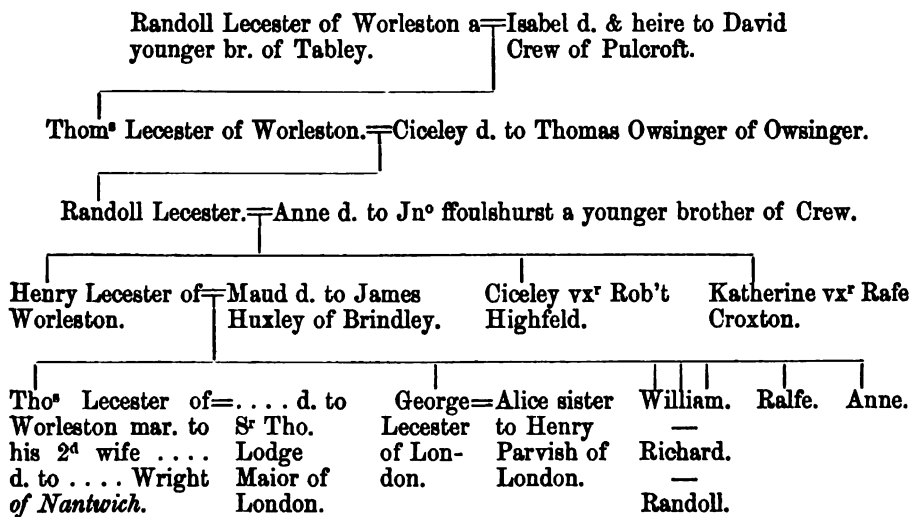 Randoll Lecester of Worleston a=Isabel d. & heire to David
younger br. of Tabley. Crew of Pulcroft.
Thomˢ Lecester of Worleston.=Ciceley d. to Thomas Owsinger of Owsinger.
Randoll Lecester.=Anne d. to Jnᵒ ffoulshurst a younger brother of Crew.
Henry Lecester of=Maud d. to James
Worleston. Huxley of Brindley.
Ciceley vxʳ Rob't
Highfeld.
Katherine vxʳ Rafe
Croxton.
Thoˢ Lecester of=
Worleston mar. to
his 2ᵈ wife ....
d. to .... Wright
of Nantwich.
.... d. to
Sʳ Tho.
Lodge
Maior of
London.
George=
Lecester
of Lon-
don.
Alice sister
to Henry
Parvish of
London.
William.
—
Richard.
—
Randoll.
Ralfe.
Anne.